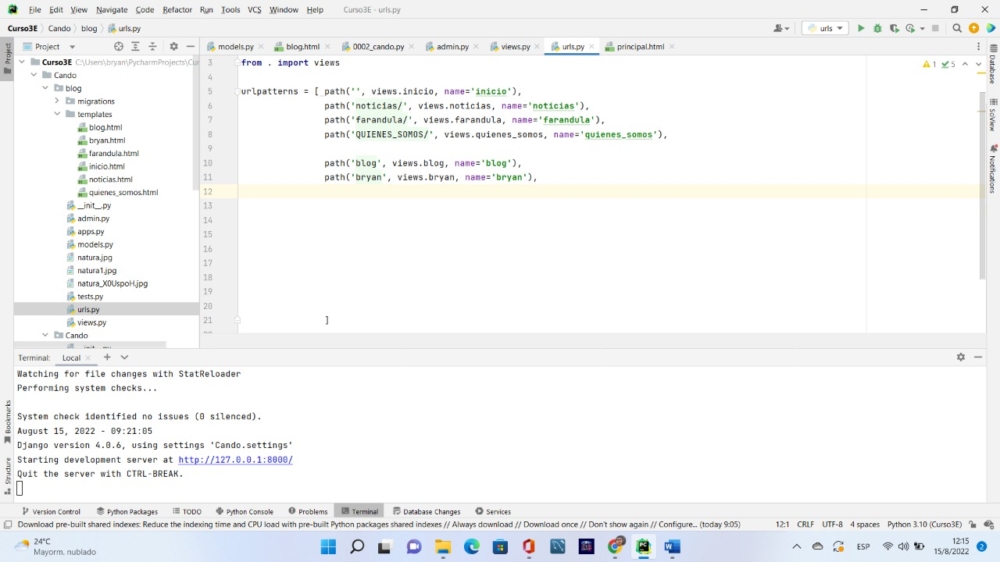 File Edit View Navigate Code Refactor Run Tools VCS Window Help Curso3E - urls.py
Curso3E Cando blog urls.py urls
Project models.py blog.html 0002_cando.py admin.py views.py urls.py principal.html
Curso3E C:\Users\bryan\PycharmProjects\Cur
Cando
blog
migrations
templates
blog.html
bryan.html
farandula.html
inicio.html
noticias.html
quienes_somos.html
__init__.py
admin.py
apps.py
models.py
natura.jpg
natura1.jpg
natura_X0UspoH.jpg
tests.py
urls.py
views.py
Cando
__init__.py
3 from . import views
4
5 urlpatterns = [ path('', views.inicio, name='inicio'),
6 path('noticias/', views.noticias, name='noticias'),
7 path('farandula/', views.farandula, name='farandula'),
8 path('QUIENES_SOMOS/', views.quienes_somos, name='quienes_somos'),
9
10 path('blog', views.blog, name='blog'),
11 path('bryan', views.bryan, name='bryan'),
12
13
14
15
16
17
18
19
20
21 ]
1 5
Project
Bookmarks
Structure
Database
SciView
Notifications
Terminal: Local
Watching for file changes with StatReloader
Performing system checks...
System check identified no issues (0 silenced).
August 15, 2022 - 09:21:05
Django version 4.0.6, using settings 'Cando.settings'
Starting development server at http://127.0.0.1:8000/
Quit the server with CTRL-BREAK.
Version Control Python Packages TODO Python Console Problems Terminal Database Changes Services
Download pre-built shared indexes: Reduce the indexing time and CPU load with pre-built Python packages shared indexes // Always download // Download once // Don't show again // Configure... (today 9:05) 12:1 CRLF UTF-8 4 spaces Python 3.10 (Curso3E)
24°C
Norm. nublado
ESP
12:15
15/8/2022
2